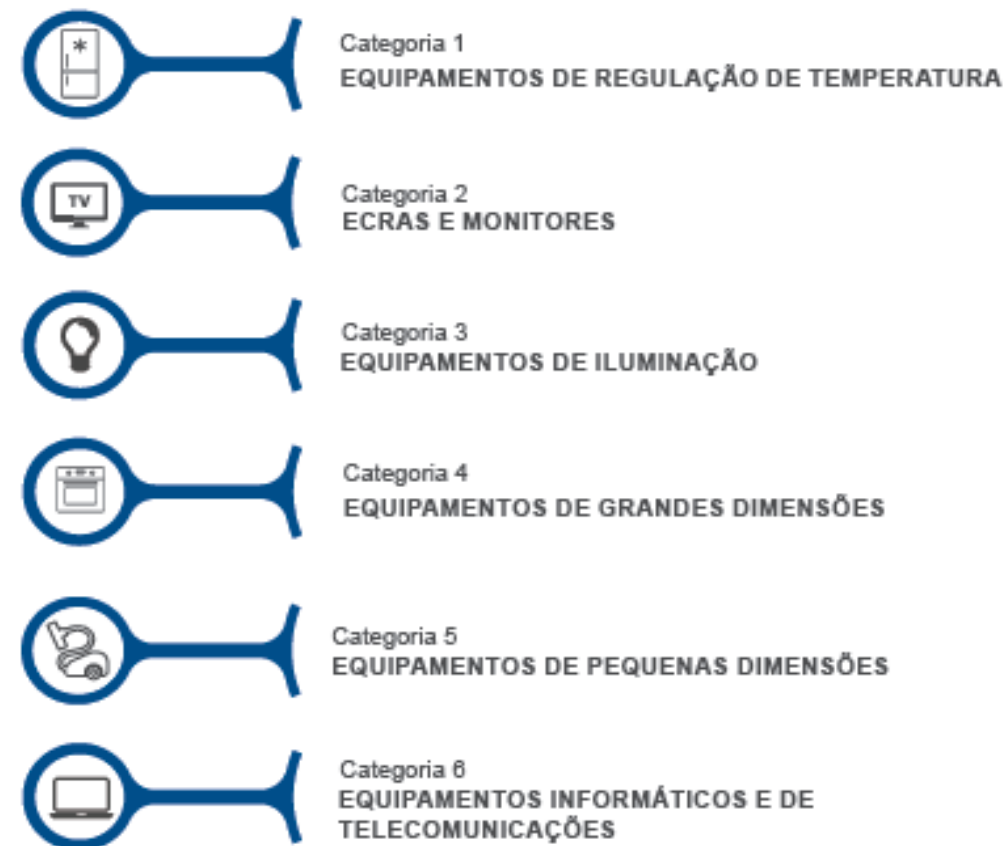 Categoria 1
EQUIPAMENTOS DE REGULAÇÃO DE TEMPERATURA
TV
Categoria 2
ECRAS E MONITORES
Categoria 3
EQUIPAMENTOS DE ILUMINAÇÃO
Categoria 4
EQUIPAMENTOS DE GRANDES DIMENSÕES
Categoria 5
EQUIPAMENTOS DE PEQUENAS DIMENSÕES
Categoria 6
EQUIPAMENTOS INFORMÁTICOS E DE
TELECOMUNICAÇÕES